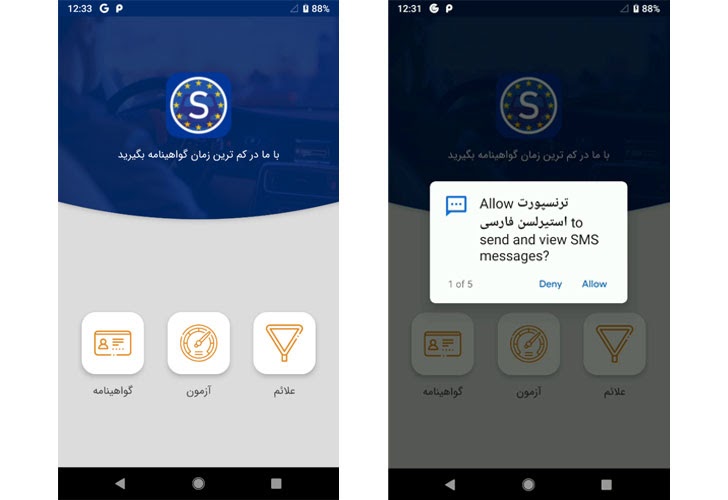 12:33 G P 88%
S
با ما در کم ترین زمان گواهینامه بگیرید
گواهینامه
آزمون
علائم
12:31 G P 88%
S
با ما در کم ترین زمان گواهینامه بگیرید
Allow ترنسپورت
استیرلسن فارسی to
send and view SMS
messages?
1 of 5 Deny Allow
گواهینامه
آزمون
علائم